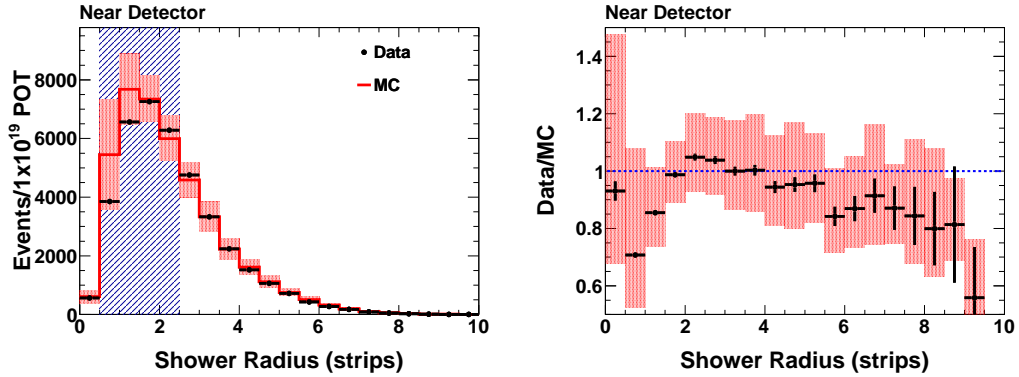 Near Detector
Events/1x10¹⁹ POT
8000
6000
4000
2000
0
Data
MC
0 2 4 6 8 10
Shower Radius (strips)
Near Detector
Data/MC
1.4
1.2
1
0.8
0.6
0 2 4 6 8 10
Shower Radius (strips)